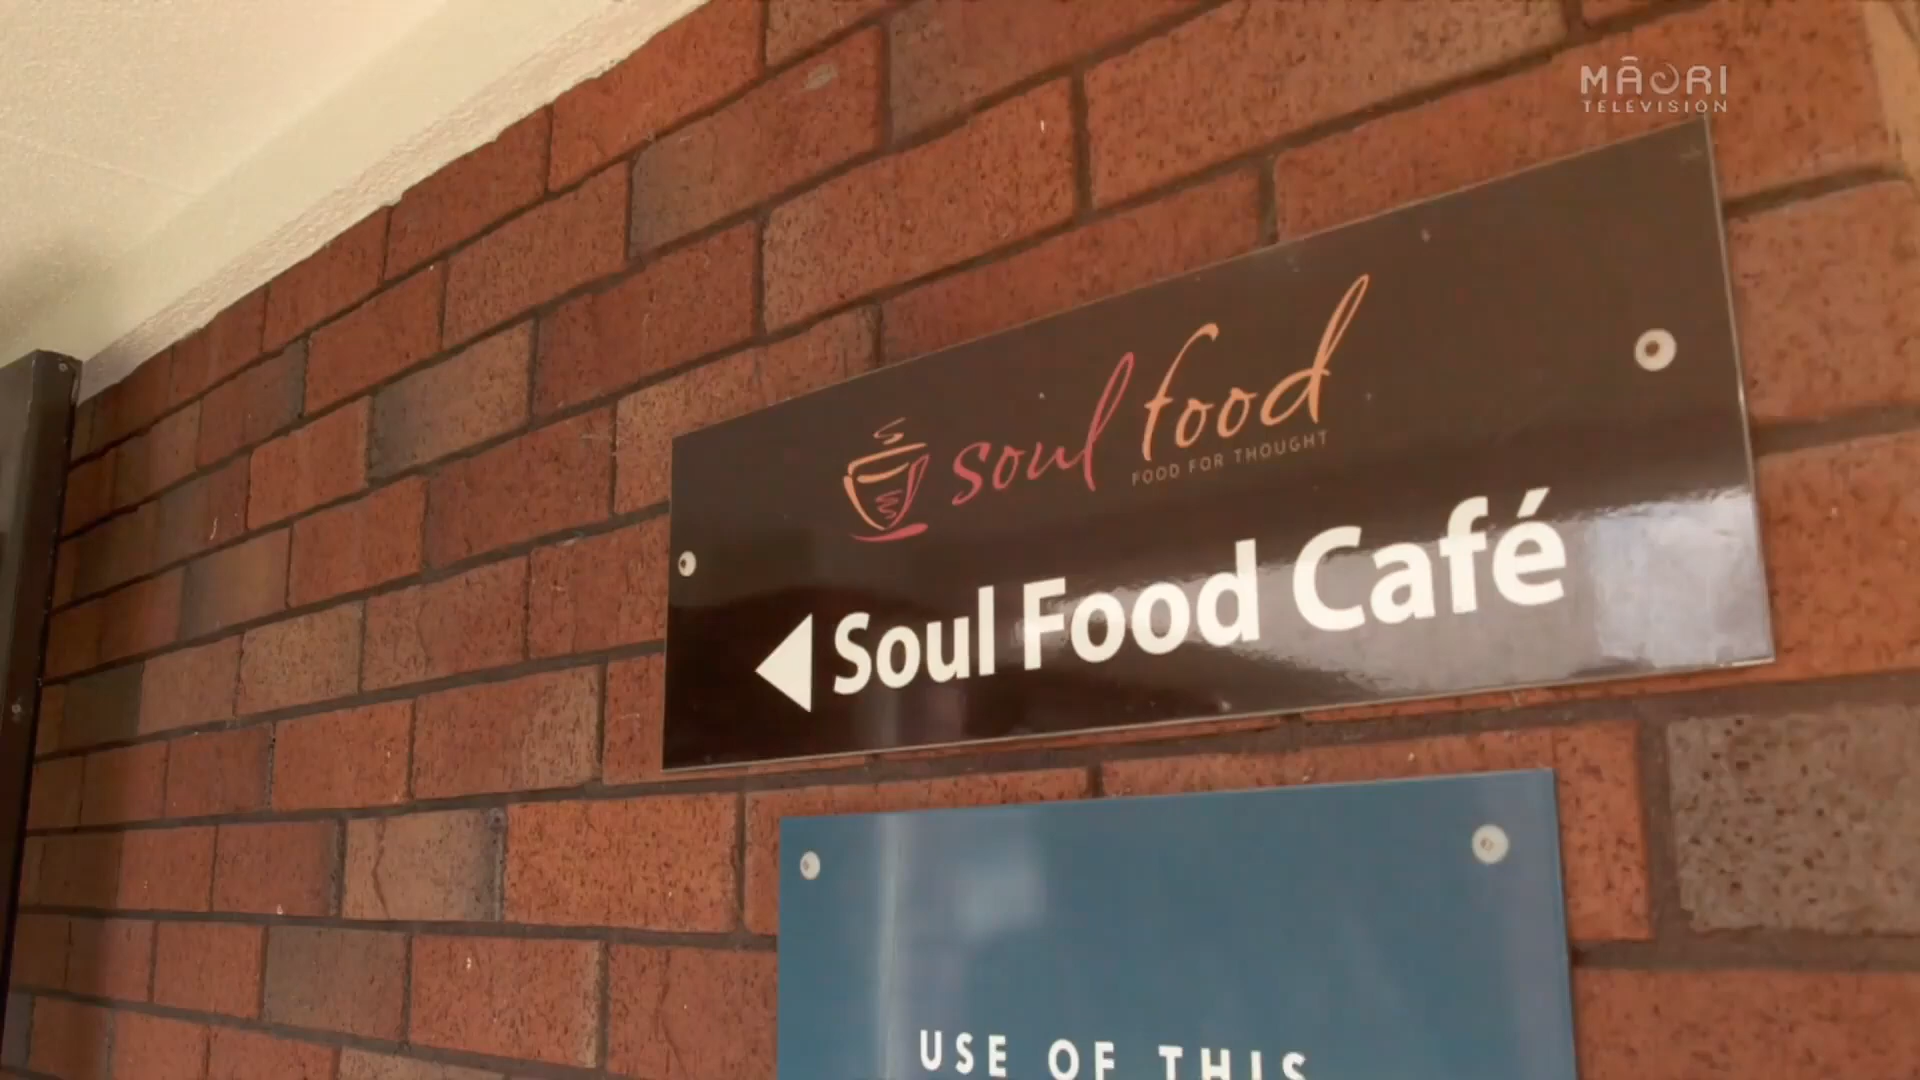 MĀORI
TELEVISION
soul food
FOOD FOR THOUGHT
Soul Food Café
USE OF THIS